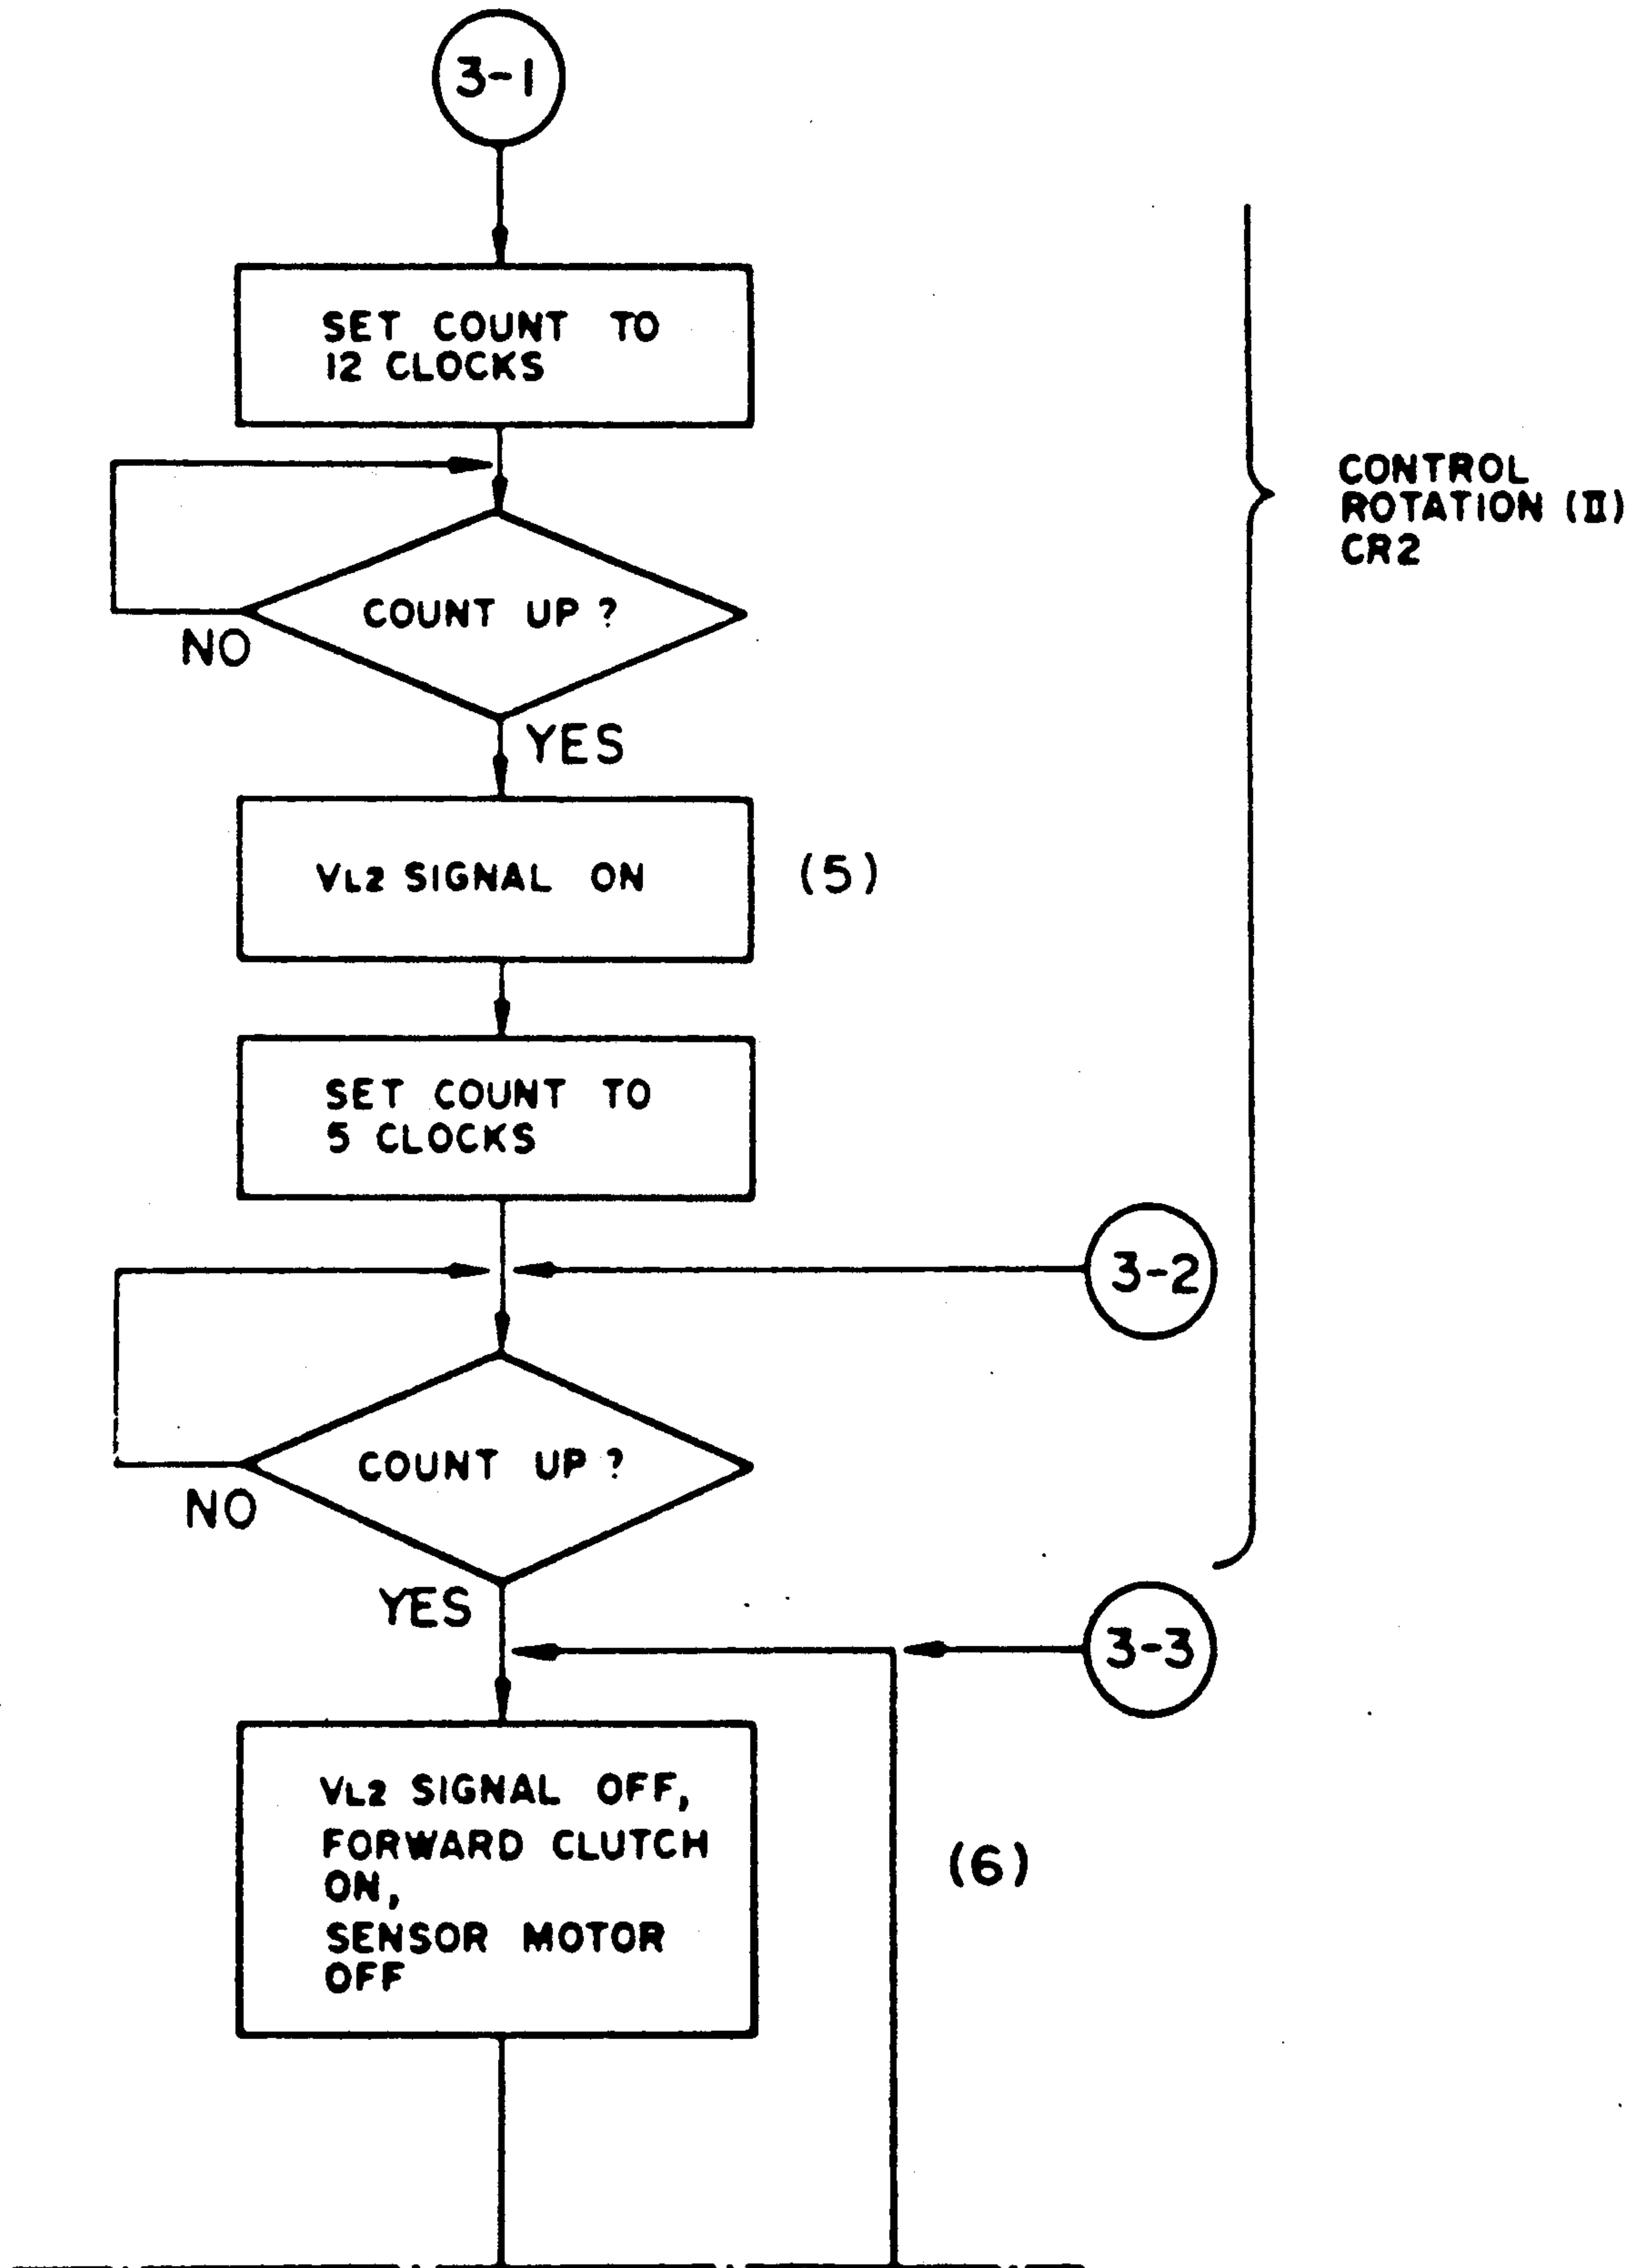 3-1
SET COUNT TO
12 CLOCKS
CONTROL
ROTATION (II)
CR2
COUNT UP ?
NO
YES
VL2 SIGNAL ON
(5)
SET COUNT TO
5 CLOCKS
3-2
COUNT UP ?
NO
YES
3-3
VL2 SIGNAL OFF,
FORWARD CLUTCH
ON,
SENSOR MOTOR
OFF
(6)